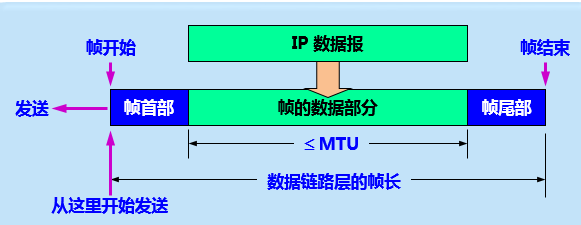 IP 数据报
帧开始
帧结束
发送
帧首部
帧的数据部分
帧尾部
≤ MTU
数据链路层的帧长
从这里开始发送